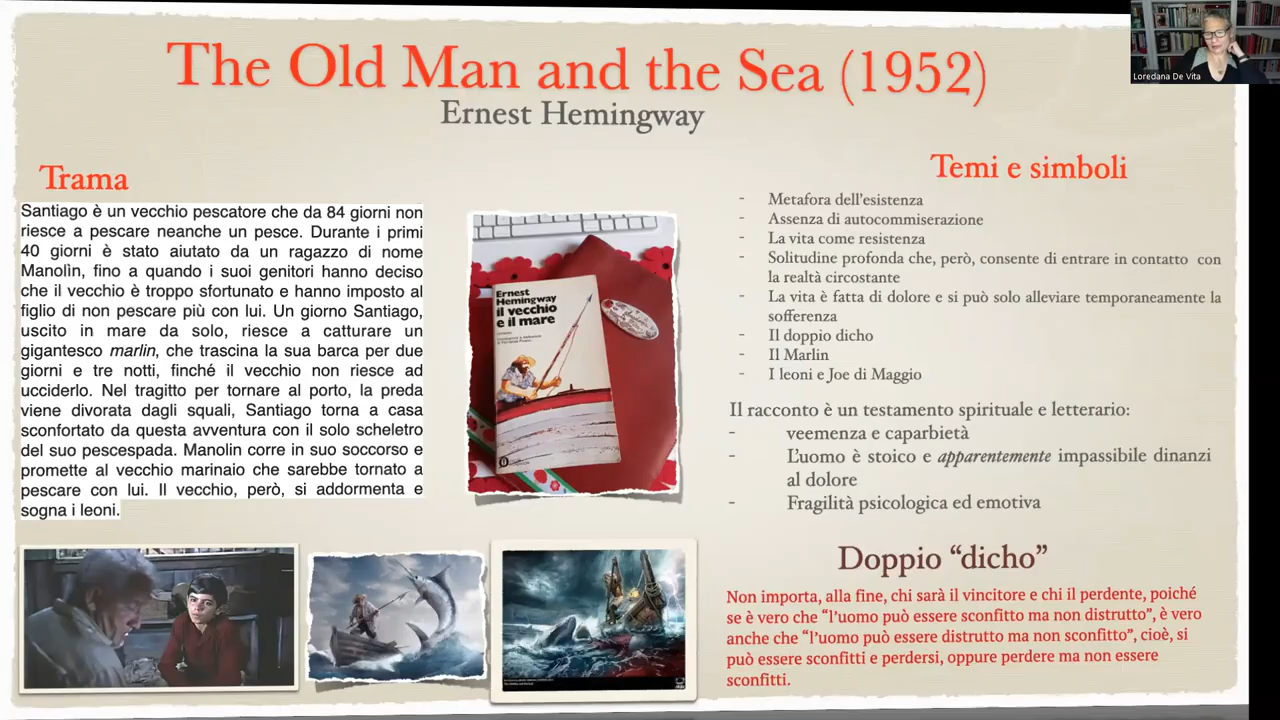 The Old Man and the Sea (1952)
Ernest Hemingway
Loredana De Vita
Trama
Santiago è un vecchio pescatore che da 84 giorni non
riesce a pescare neanche un pesce. Durante i primi
40 giorni è stato aiutato da un ragazzo di nome
Manolìn, fino a quando i suoi genitori hanno deciso
che il vecchio è troppo sfortunato e hanno imposto al
figlio di non pescare più con lui. Un giorno Santiago,
uscito in mare da solo, riesce a catturare un
gigantesco marlin, che trascina la sua barca per due
giorni e tre notti, finché il vecchio non riesce ad
ucciderlo. Nel tragitto per tornare al porto, la preda
viene divorata dagli squali, Santiago torna a casa
sconfortato da questa avventura con il solo scheletro
del suo pescespada. Manolin corre in suo soccorso e
promette al vecchio marinaio che sarebbe tornato a
pescare con lui. Il vecchio, però, si addormenta e
sogna i leoni.
Ernest
Hemingway
il vecchio
e il mare
Temi e simboli
- Metafora dell'esistenza
- Assenza di autocommiserazione
- La vita come resistenza
- Solitudine profonda che, però, consente di entrare in contatto con
la realtà circostante
- La vita è fatta di dolore e si può solo alleviare temporaneamente la
sofferenza
- Il doppio dicho
- Il Marlin
- I leoni e Joe di Maggio
Il racconto è un testamento spirituale e letterario:
- veemenza e caparbietà
- L'uomo è stoico e apparentemente impassibile dinanzi
al dolore
- Fragilità psicologica ed emotiva
Doppio “dicho”
Non importa, alla fine, chi sarà il vincitore e chi il perdente, poiché
se è vero che “l'uomo può essere sconfitto ma non distrutto”, è vero
anche che “l'uomo può essere distrutto ma non sconfitto”, cioè, si
può essere sconfitti e perdersi, oppure perdere ma non essere
sconfitti.